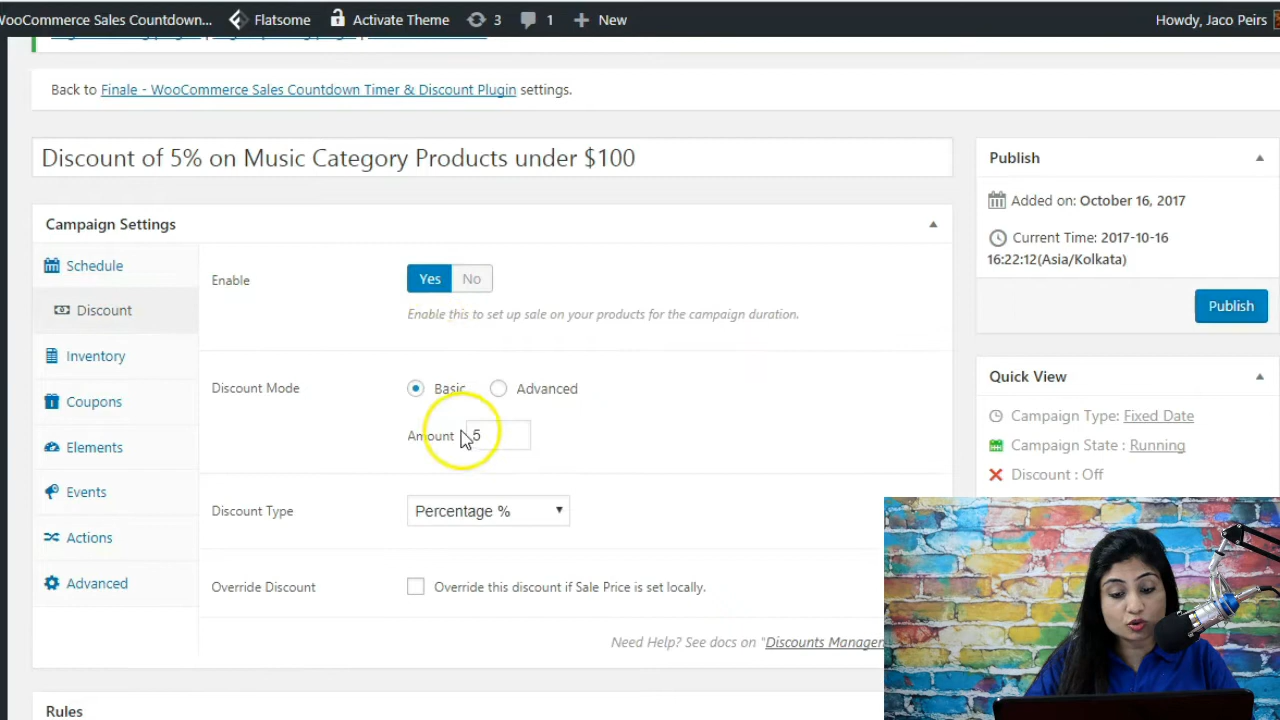 WooCommerce Sales Countdown... Flatsome Activate Theme 3 1 New Howdy, Jaco Peirs
Back to Finale - WooCommerce Sales Countdown Timer & Discount Plugin settings.
Discount of 5% on Music Category Products under $100
Campaign Settings
Schedule
Discount
Inventory
Coupons
Elements
Events
Actions
Advanced
Enable
Yes No
Enable this to set up sale on your products for the campaign duration.
Discount Mode
Basic Advanced
Amount 5
Discount Type
Percentage %
Override Discount
Override this discount if Sale Price is set locally.
Need Help? See docs on "Discounts Manager
Rules
Publish
Added on: October 16, 2017
Current Time: 2017-10-16
16:22:12(Asia/Kolkata)
Publish
Quick View
Campaign Type: Fixed Date
Campaign State : Running
Discount : Off